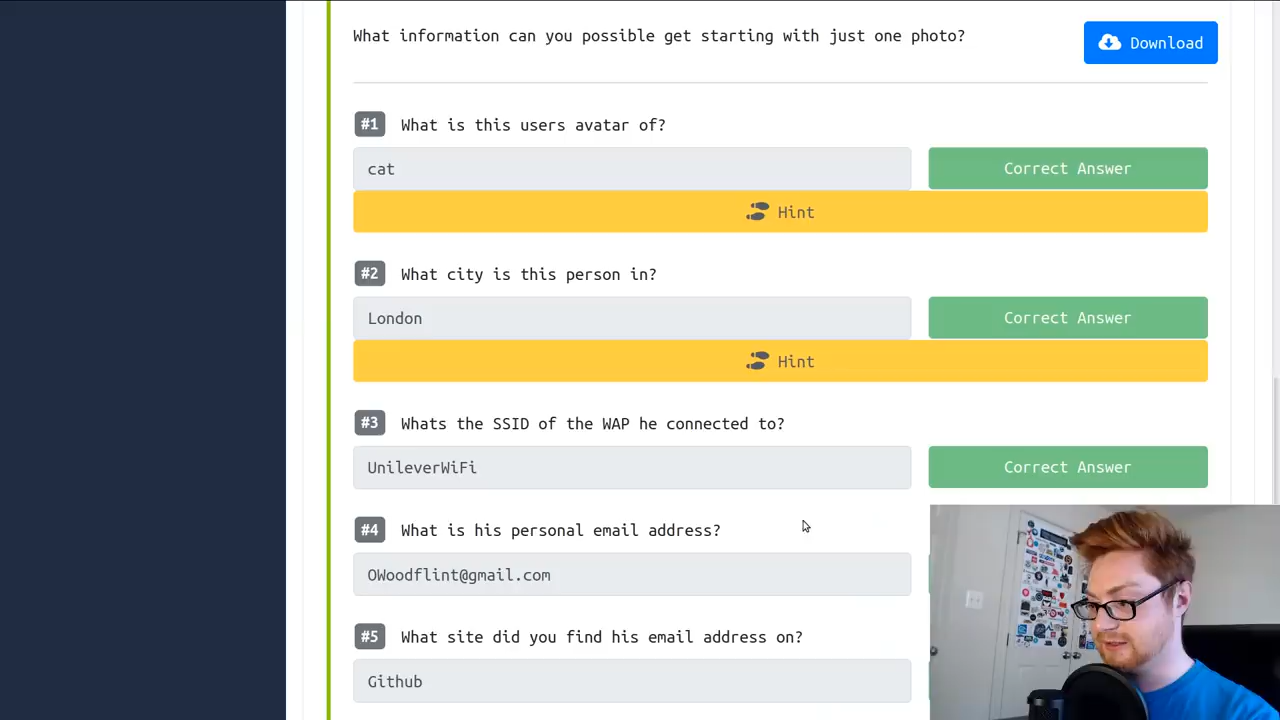 What information can you possible get starting with just one photo?
Download
#1 What is this users avatar of?
cat
Correct Answer
Hint
#2 What city is this person in?
London
Correct Answer
Hint
#3 Whats the SSID of the WAP he connected to?
UnileverWiFi
Correct Answer
#4 What is his personal email address?
OWoodflint@gmail.com
#5 What site did you find his email address on?
Github